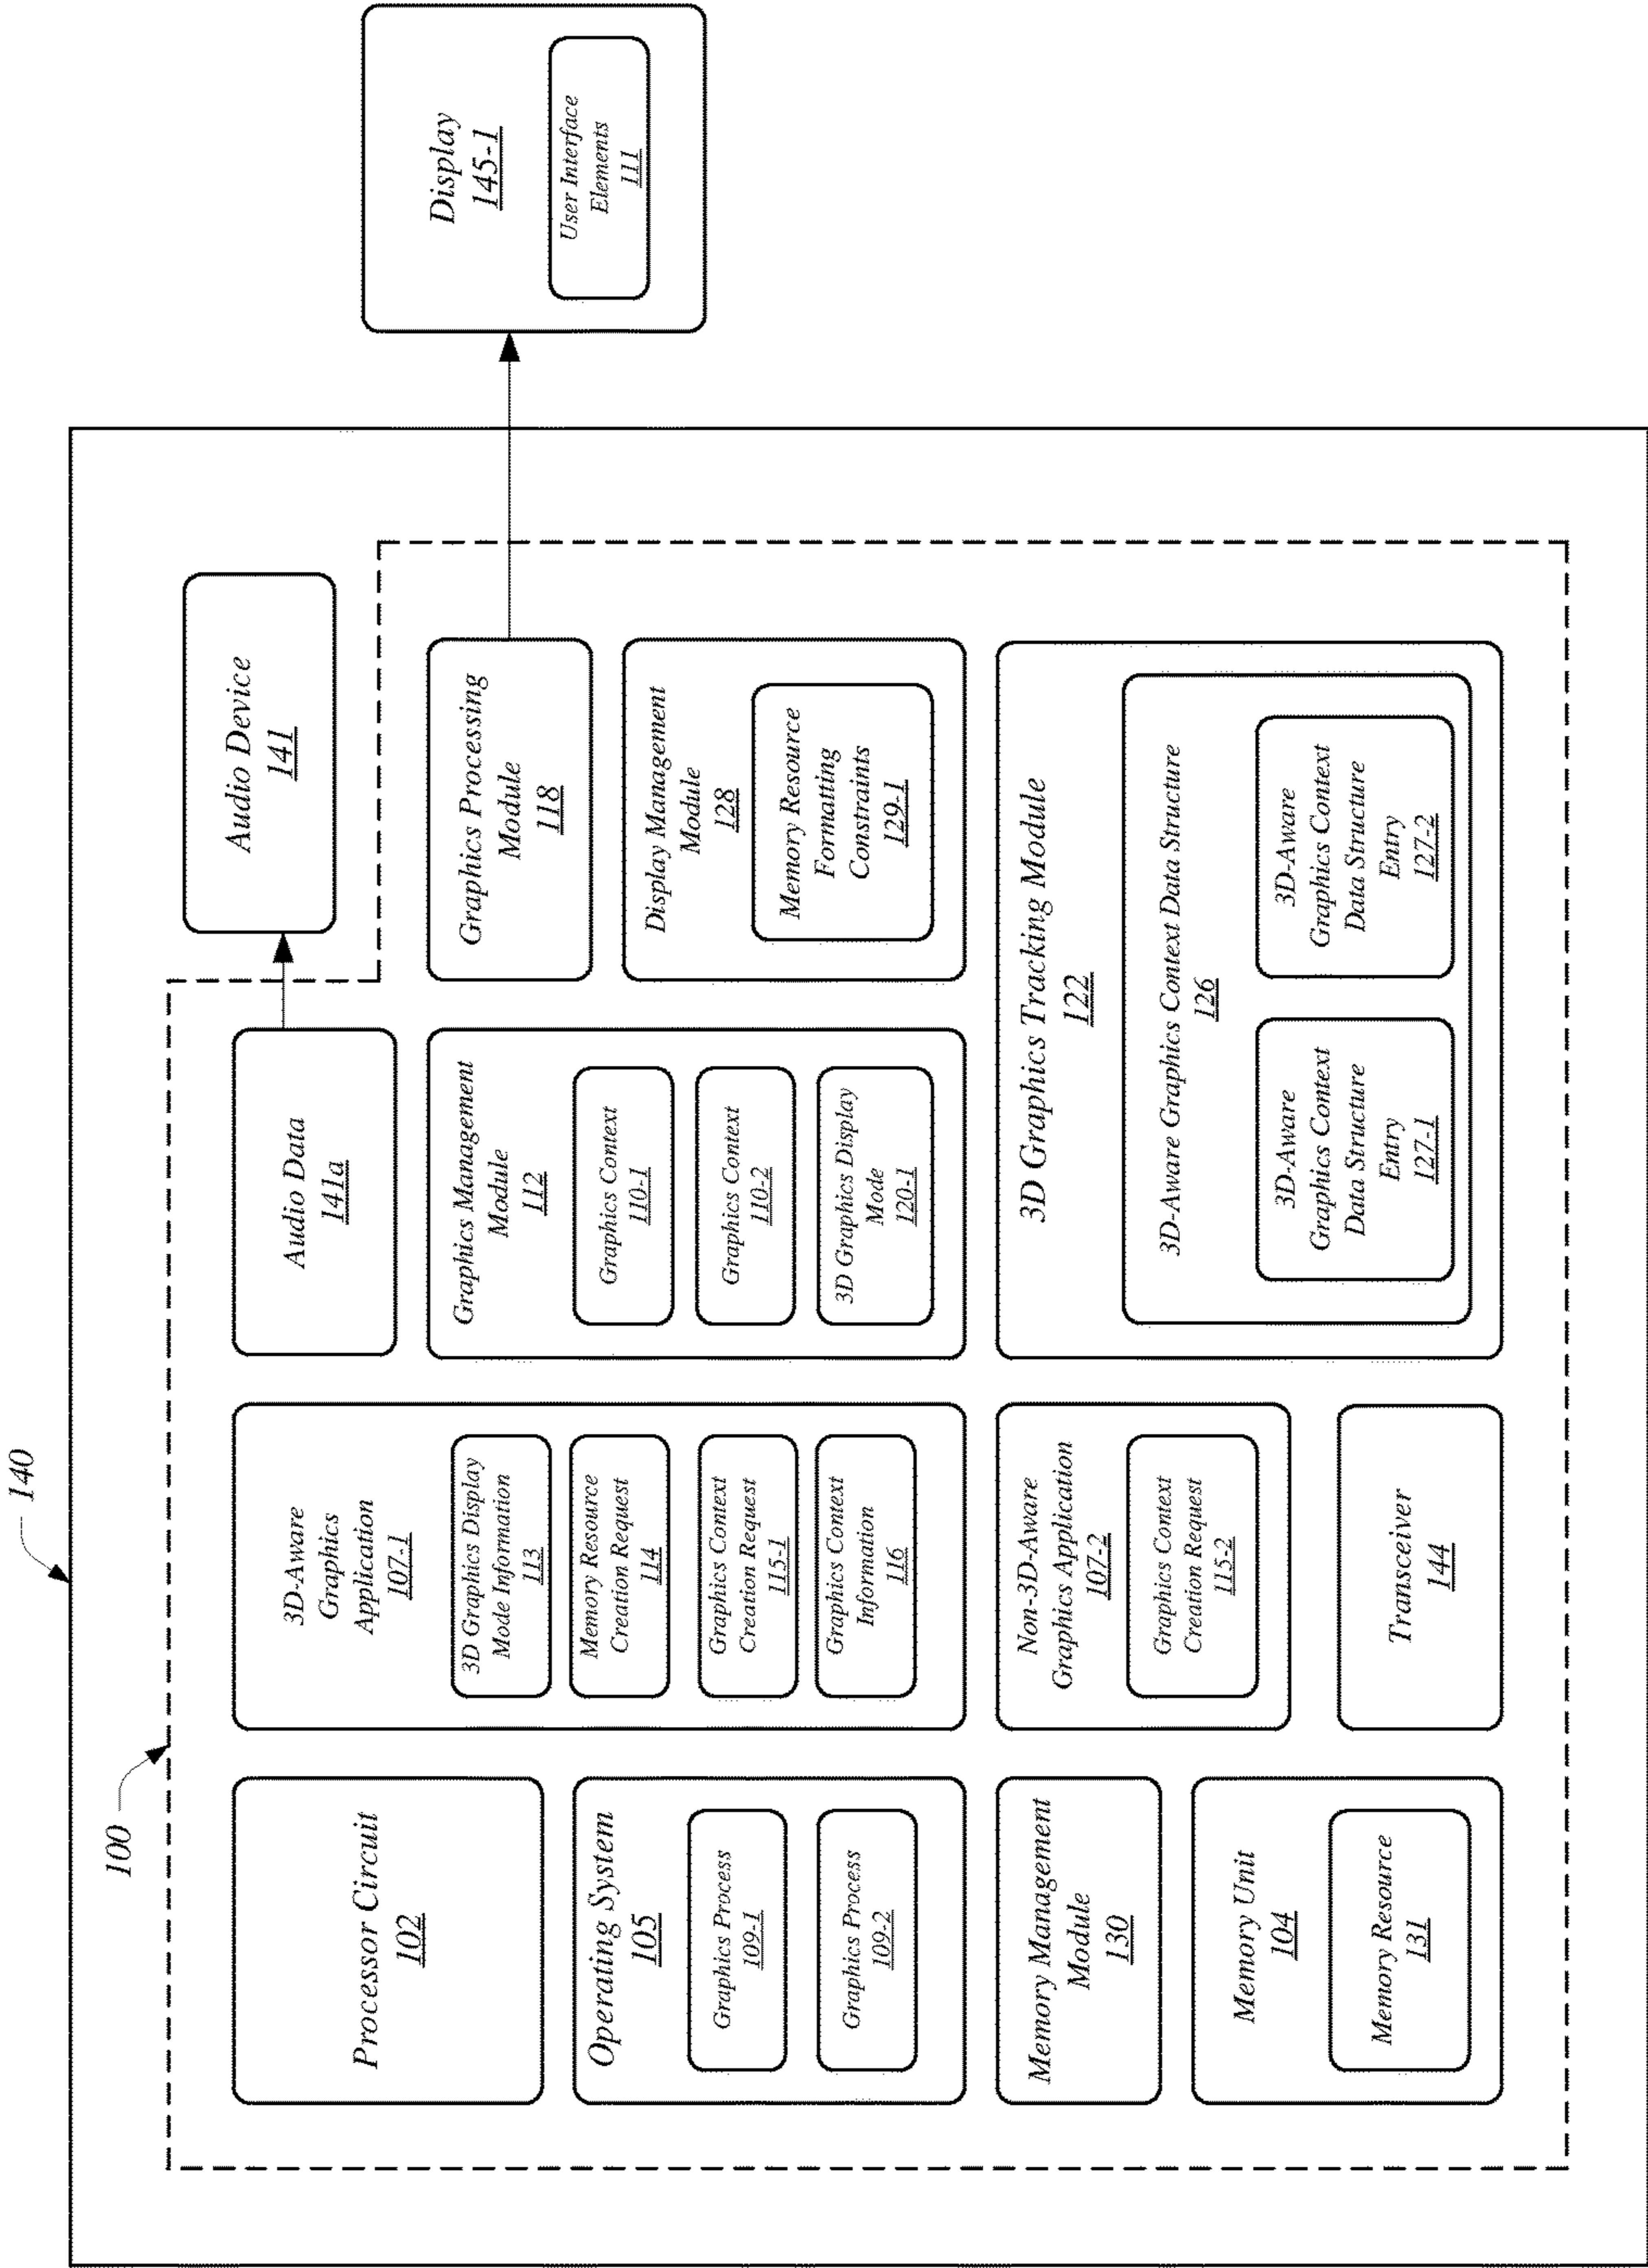 140
100
Processor Circuit
102
Operating System
105
Graphics Process
109-1
Graphics Process
109-2
Memory Management
Module
130
Memory Unit
104
Memory Resource
131
3D-Aware
Graphics
Application
107-1
3D Graphics Display
Mode Information
113
Memory Resource
Creation Request
114
Graphics Context
Creation Request
115-1
Graphics Context
Information
116
Non-3D-Aware
Graphics Application
107-2
Graphics Context
Creation Request
115-2
Transceiver
144
Audio Data
141a
Graphics Management
Module
112
Graphics Context
110-1
Graphics Context
110-2
3D Graphics Display
Mode
120-1
Audio Device
141
Graphics Processing
Module
118
Display Management
Module
128
Memory Resource
Formatting
Constraints
129-1
3D Graphics Tracking Module
122
3D-Aware Graphics Context Data Structure
126
3D-Aware
Graphics Context
Data Structure
Entry
127-1
3D-Aware
Graphics Context
Data Structure
Entry
127-2
Display
145-1
User Interface
Elements
111